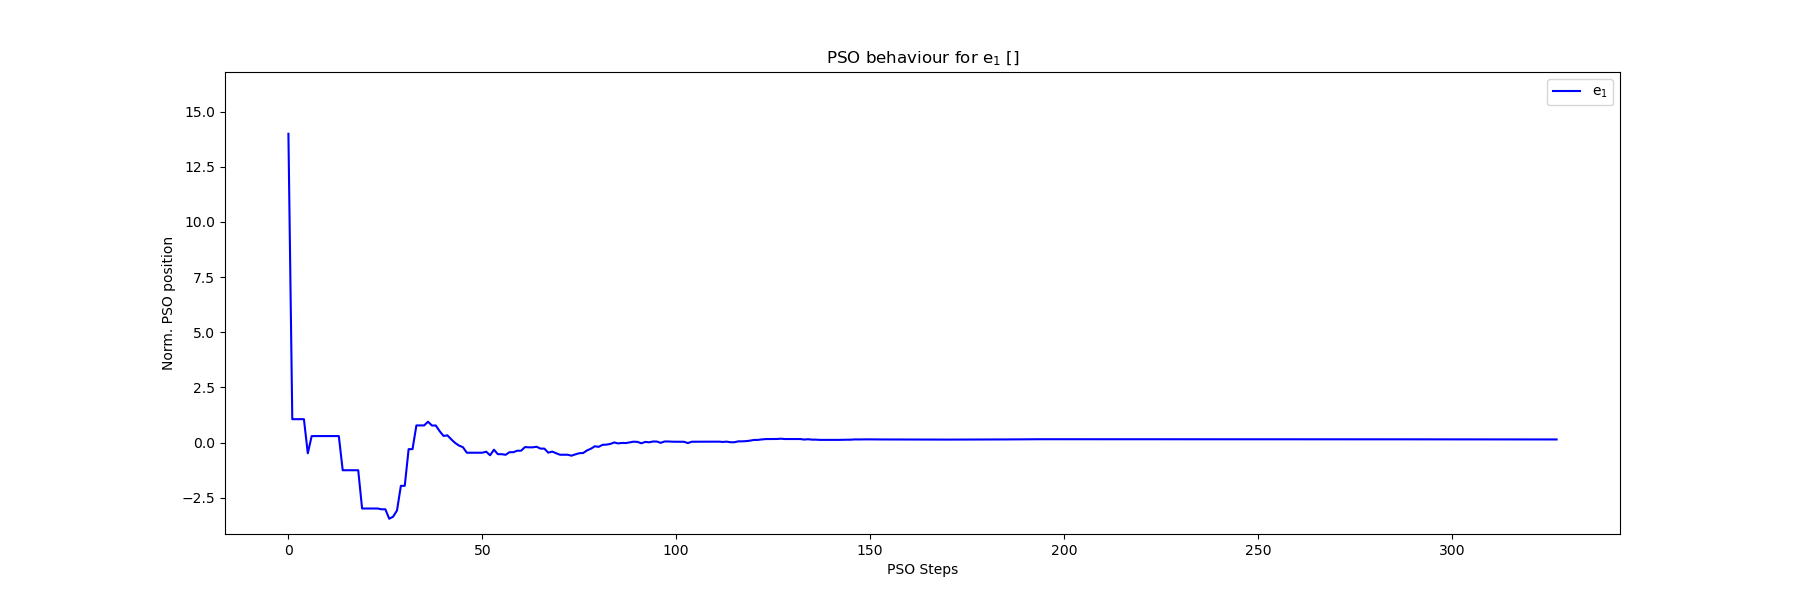 PSO behaviour for e₁ []
e₁
15.0
12.5
10.0
7.5
5.0
2.5
0.0
−2.5
Norm. PSO position
0 50 100 150 200 250 300
PSO Steps